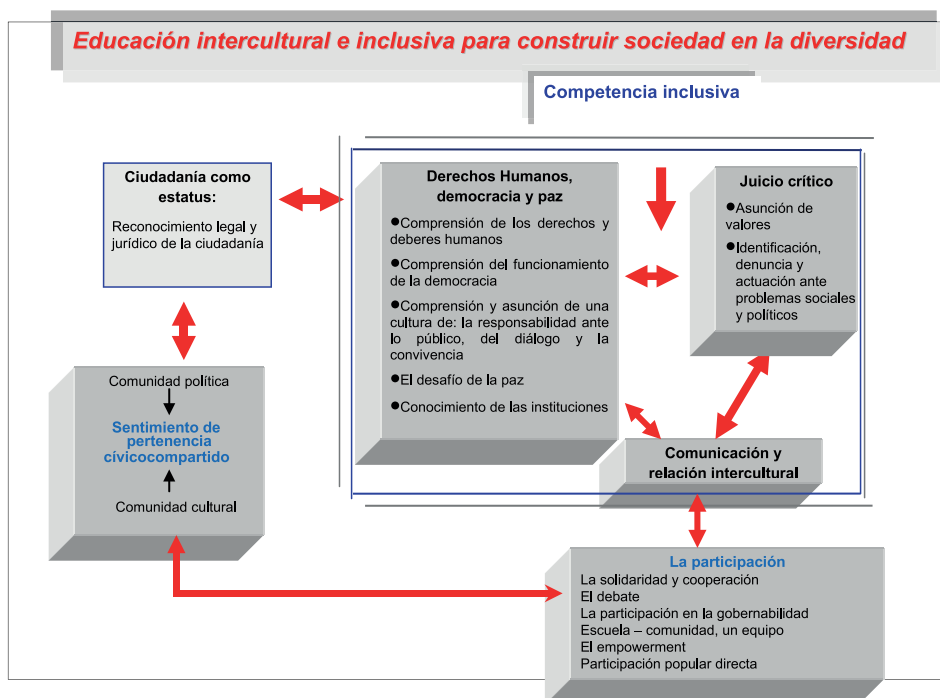 Educación intercultural e inclusiva para construir sociedad en la diversidad
Competencia inclusiva
Ciudadanía como
estatus:
Reconocimiento legal y
jurídico de la ciudadanía
Derechos Humanos,
democracia y paz
●Comprensión de los derechos y
deberes humanos
●Comprensión del funcionamiento
de la democracia
●Comprensión y asunción de una
cultura de: la responsabilidad ante
lo público, del diálogo y la
convivencia
●El desafío de la paz
●Conocimiento de las instituciones
Juicio crítico
●Asunción de
valores
●Identificación,
denuncia y
actuación ante
problemas sociales
y políticos
Comunidad política
Sentimiento de
pertenencia
cívicocompartido
Comunidad cultural
Comunicación y
relación intercultural
La participación
La solidaridad y cooperación
El debate
La participación en la gobernabilidad
Escuela – comunidad, un equipo
El empowerment
Participación popular directa